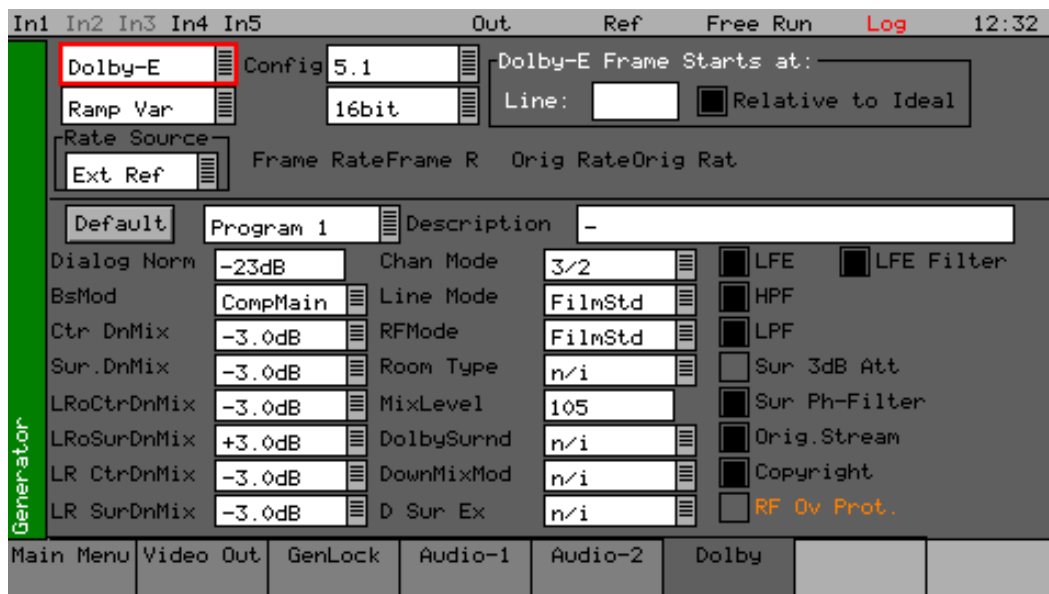 In1 In2 In3 In4 In5 Out Ref Free Run Log 12:32
Dolby-E Config 5.1 Dolby-E Frame Starts at:
Ramp Var 16bit Line: Relative to Ideal
Rate Source
Ext Ref Frame RateFrame R Orig RateOrig Rat
Default Program 1 Description -
Dialog Norm -23dB Chan Mode 3/2 LFE LFE Filter
BsMod CompMain Line Mode FilmStd HPF
Ctr DnMix -3.0dB RFMode FilmStd LPF
Sur.DnMix -3.0dB Room Type n/i Sur 3dB Att
LRoCtrDnMix -3.0dB MixLevel 105 Sur Ph-Filter
LRoSurDnMix +3.0dB DolbySurnd n/i Orig.Stream
LR CtrDnMix -3.0dB DownMixMod n/i Copyright
LR SurDnMix -3.0dB D Sur Ex n/i RF Ov Prot.
Generator
Main Menu Video Out GenLock Audio-1 Audio-2 Dolby